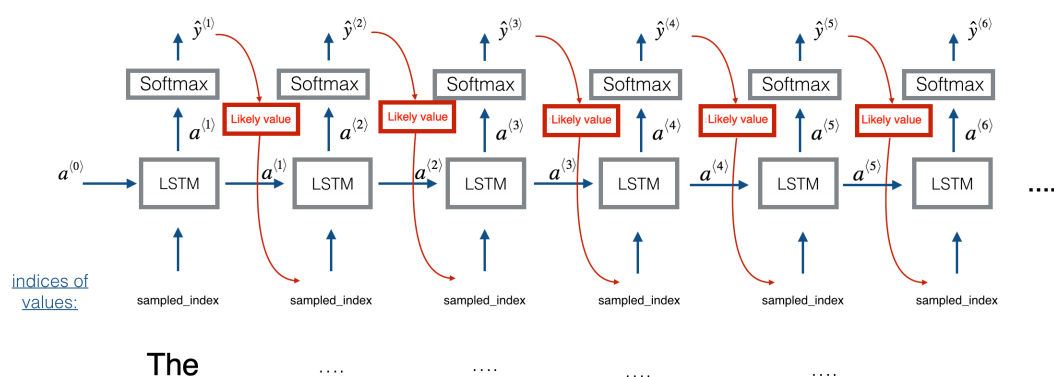 ŷ⟨1⟩ ŷ⟨2⟩ ŷ⟨3⟩ ŷ⟨4⟩ ŷ⟨5⟩ ŷ⟨6⟩
Softmax Softmax Softmax Softmax Softmax Softmax
Likely value Likely value Likely value Likely value Likely value
a⟨1⟩ a⟨2⟩ a⟨3⟩ a⟨4⟩ a⟨5⟩ a⟨6⟩
a⟨0⟩ LSTM a⟨1⟩ LSTM a⟨2⟩ LSTM a⟨3⟩ LSTM a⟨4⟩ LSTM a⟨5⟩ LSTM ....
indices of
values:
sampled_index sampled_index sampled_index sampled_index sampled_index sampled_index
The .... .... .... ....